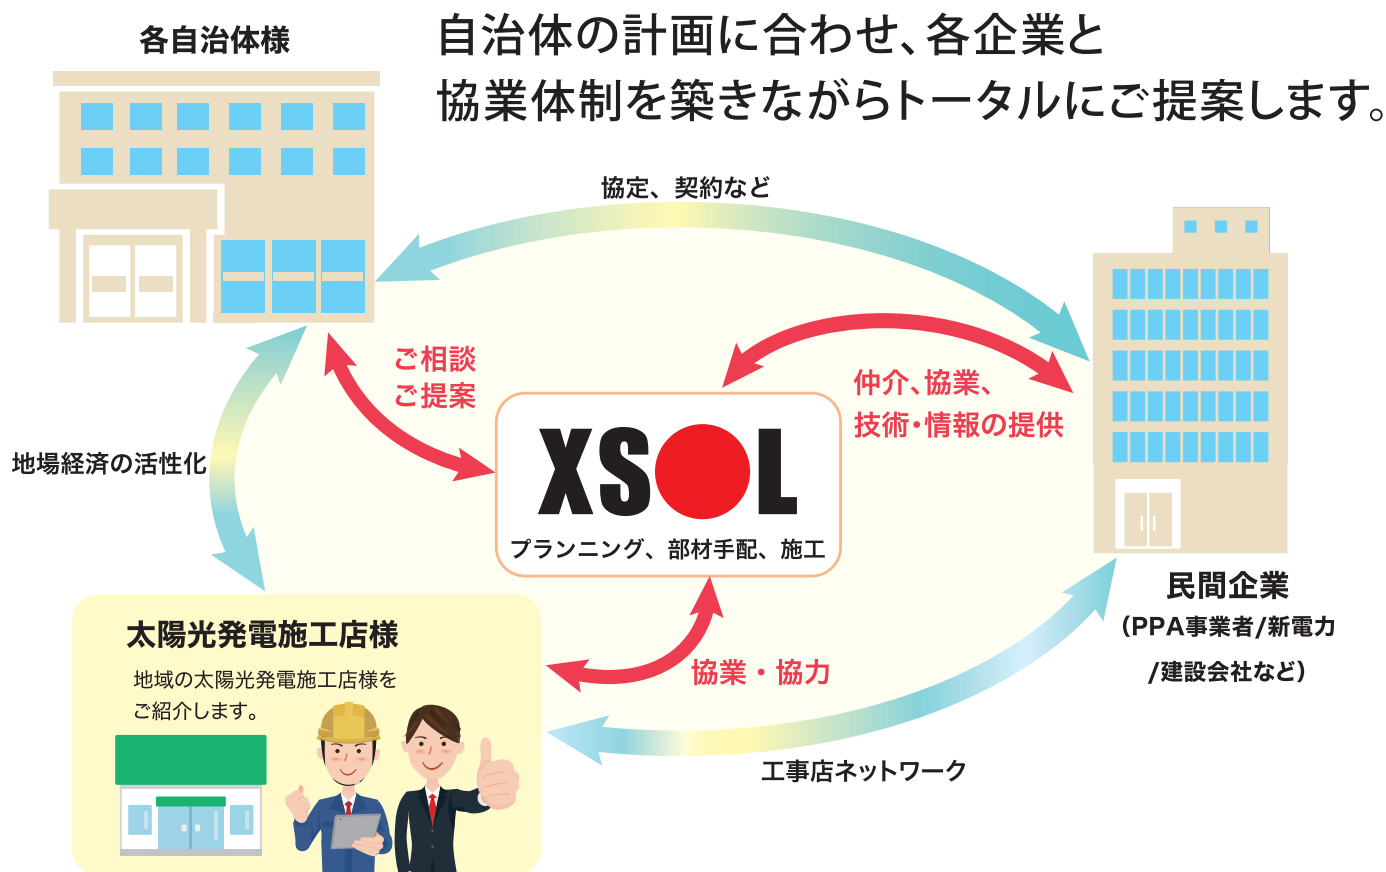 各自治体様
自治体の計画に合わせ、各企業と
協業体制を築きながらトータルにご提案します。
協定、契約など
ご相談
ご提案
仲介、協業、
技術・情報の提供
地場経済の活性化
XSOL
プランニング、部材手配、施工
民間企業
（PPA事業者/新電力
/建設会社など）
太陽光発電施工店様
地域の太陽光発電施工店様を
ご紹介します。
協業・協力
工事店ネットワーク